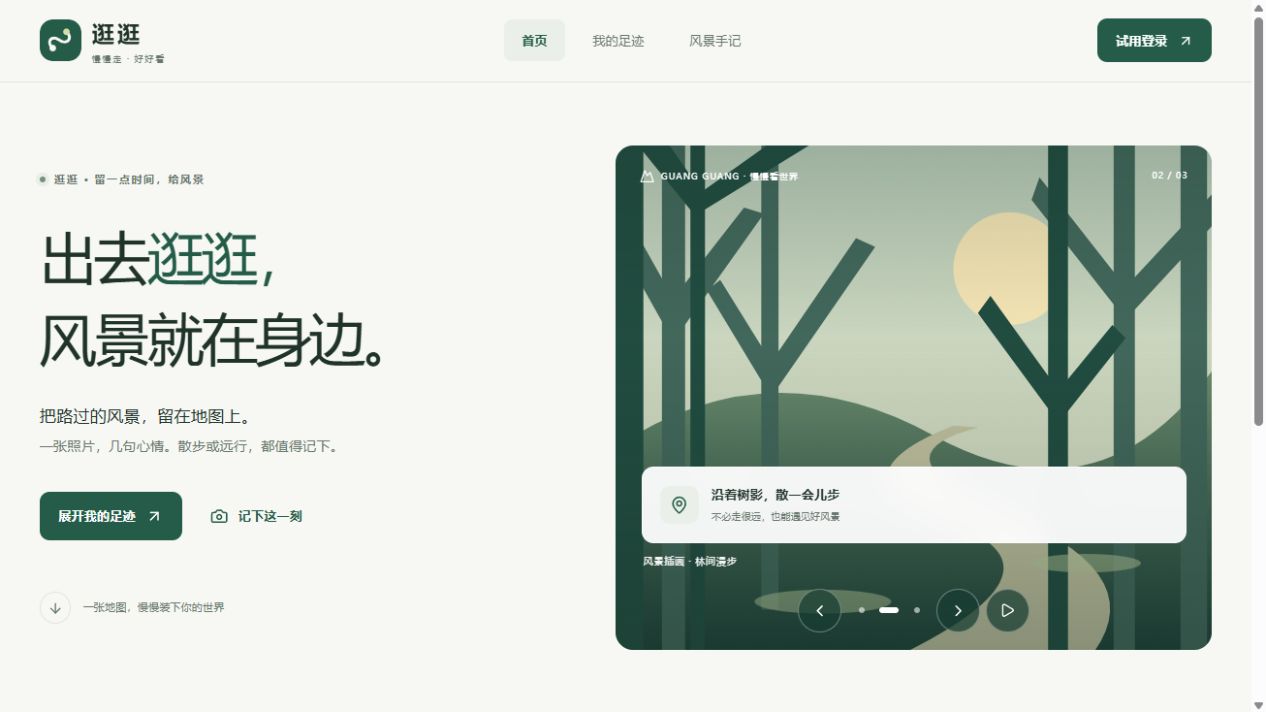 逛逛
慢慢走 · 好好看
首页
我的足迹
风景手记
试用登录
逛逛 • 留一点时间，给风景
出去逛逛，
风景就在身边。
把路过的风景，留在地图上。
一张照片，几句心情。散步或远行，都值得记下。
展开我的足迹
记下这一刻
一张地图，慢慢装下你的世界
GUANG GUANG · 慢慢看世界
02 / 03
沿着树影，散一会儿步
不必走很远，也能遇见好风景
风景插画 · 林间漫步